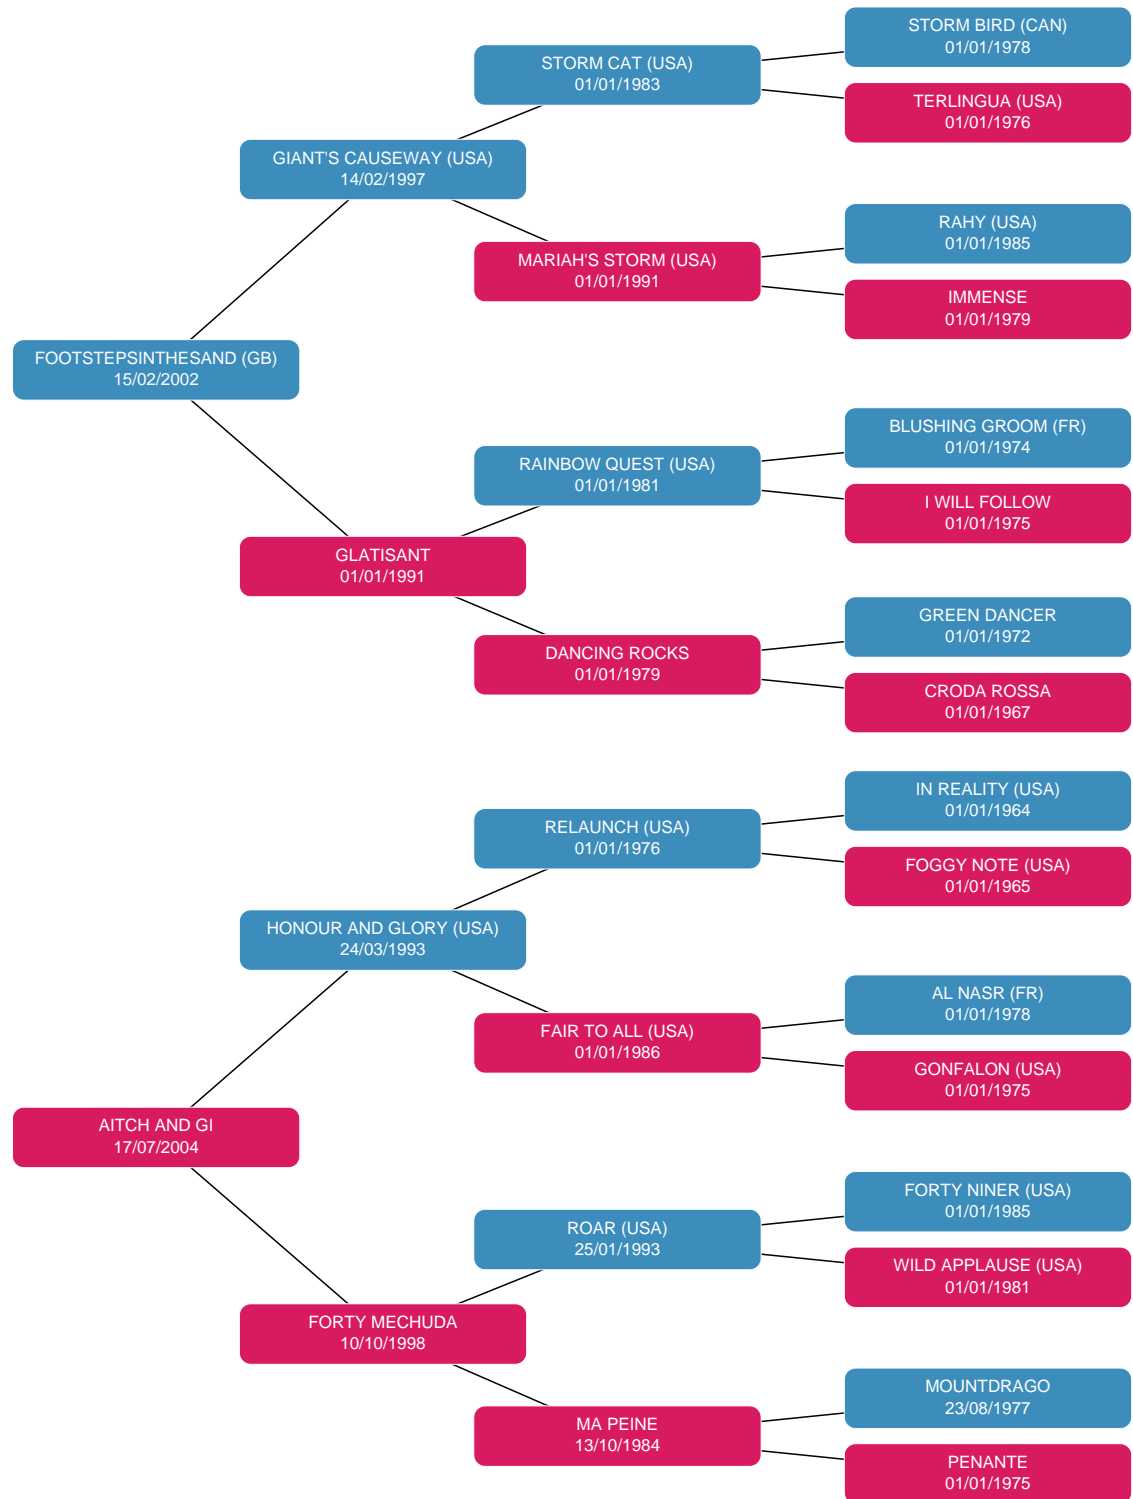 STORM BIRD (CAN)
01/01/1978
STORM CAT (USA)
01/01/1983
TERLINGUA (USA)
01/01/1976
GIANT'S CAUSEWAY (USA)
14/02/1997
RAHY (USA)
01/01/1985
MARIAH'S STORM (USA)
01/01/1991
IMMENSE
01/01/1979
FOOTSTEPSINTHESAND (GB)
15/02/2002
BLUSHING GROOM (FR)
01/01/1974
RAINBOW QUEST (USA)
01/01/1981
I WILL FOLLOW
01/01/1975
GLATISANT
01/01/1991
GREEN DANCER
01/01/1972
DANCING ROCKS
01/01/1979
CRODA ROSSA
01/01/1967
IN REALITY (USA)
01/01/1964
RELAUNCH (USA)
01/01/1976
FOGGY NOTE (USA)
01/01/1965
HONOUR AND GLORY (USA)
24/03/1993
AL NASR (FR)
01/01/1978
FAIR TO ALL (USA)
01/01/1986
GONFALON (USA)
01/01/1975
AITCH AND GI
17/07/2004
FORTY NINER (USA)
01/01/1985
ROAR (USA)
25/01/1993
WILD APPLAUSE (USA)
01/01/1981
FORTY MECHUDA
10/10/1998
MOUNTDRAGO
23/08/1977
MA PEINE
13/10/1984
PENANTE
01/01/1975